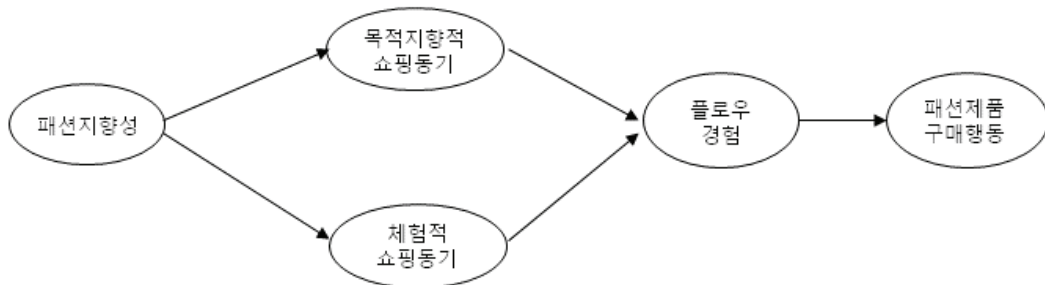 목적지향적
쇼핑동기
패션지향성
플로우
경험
패션제품
구매행동
체험적
쇼핑동기